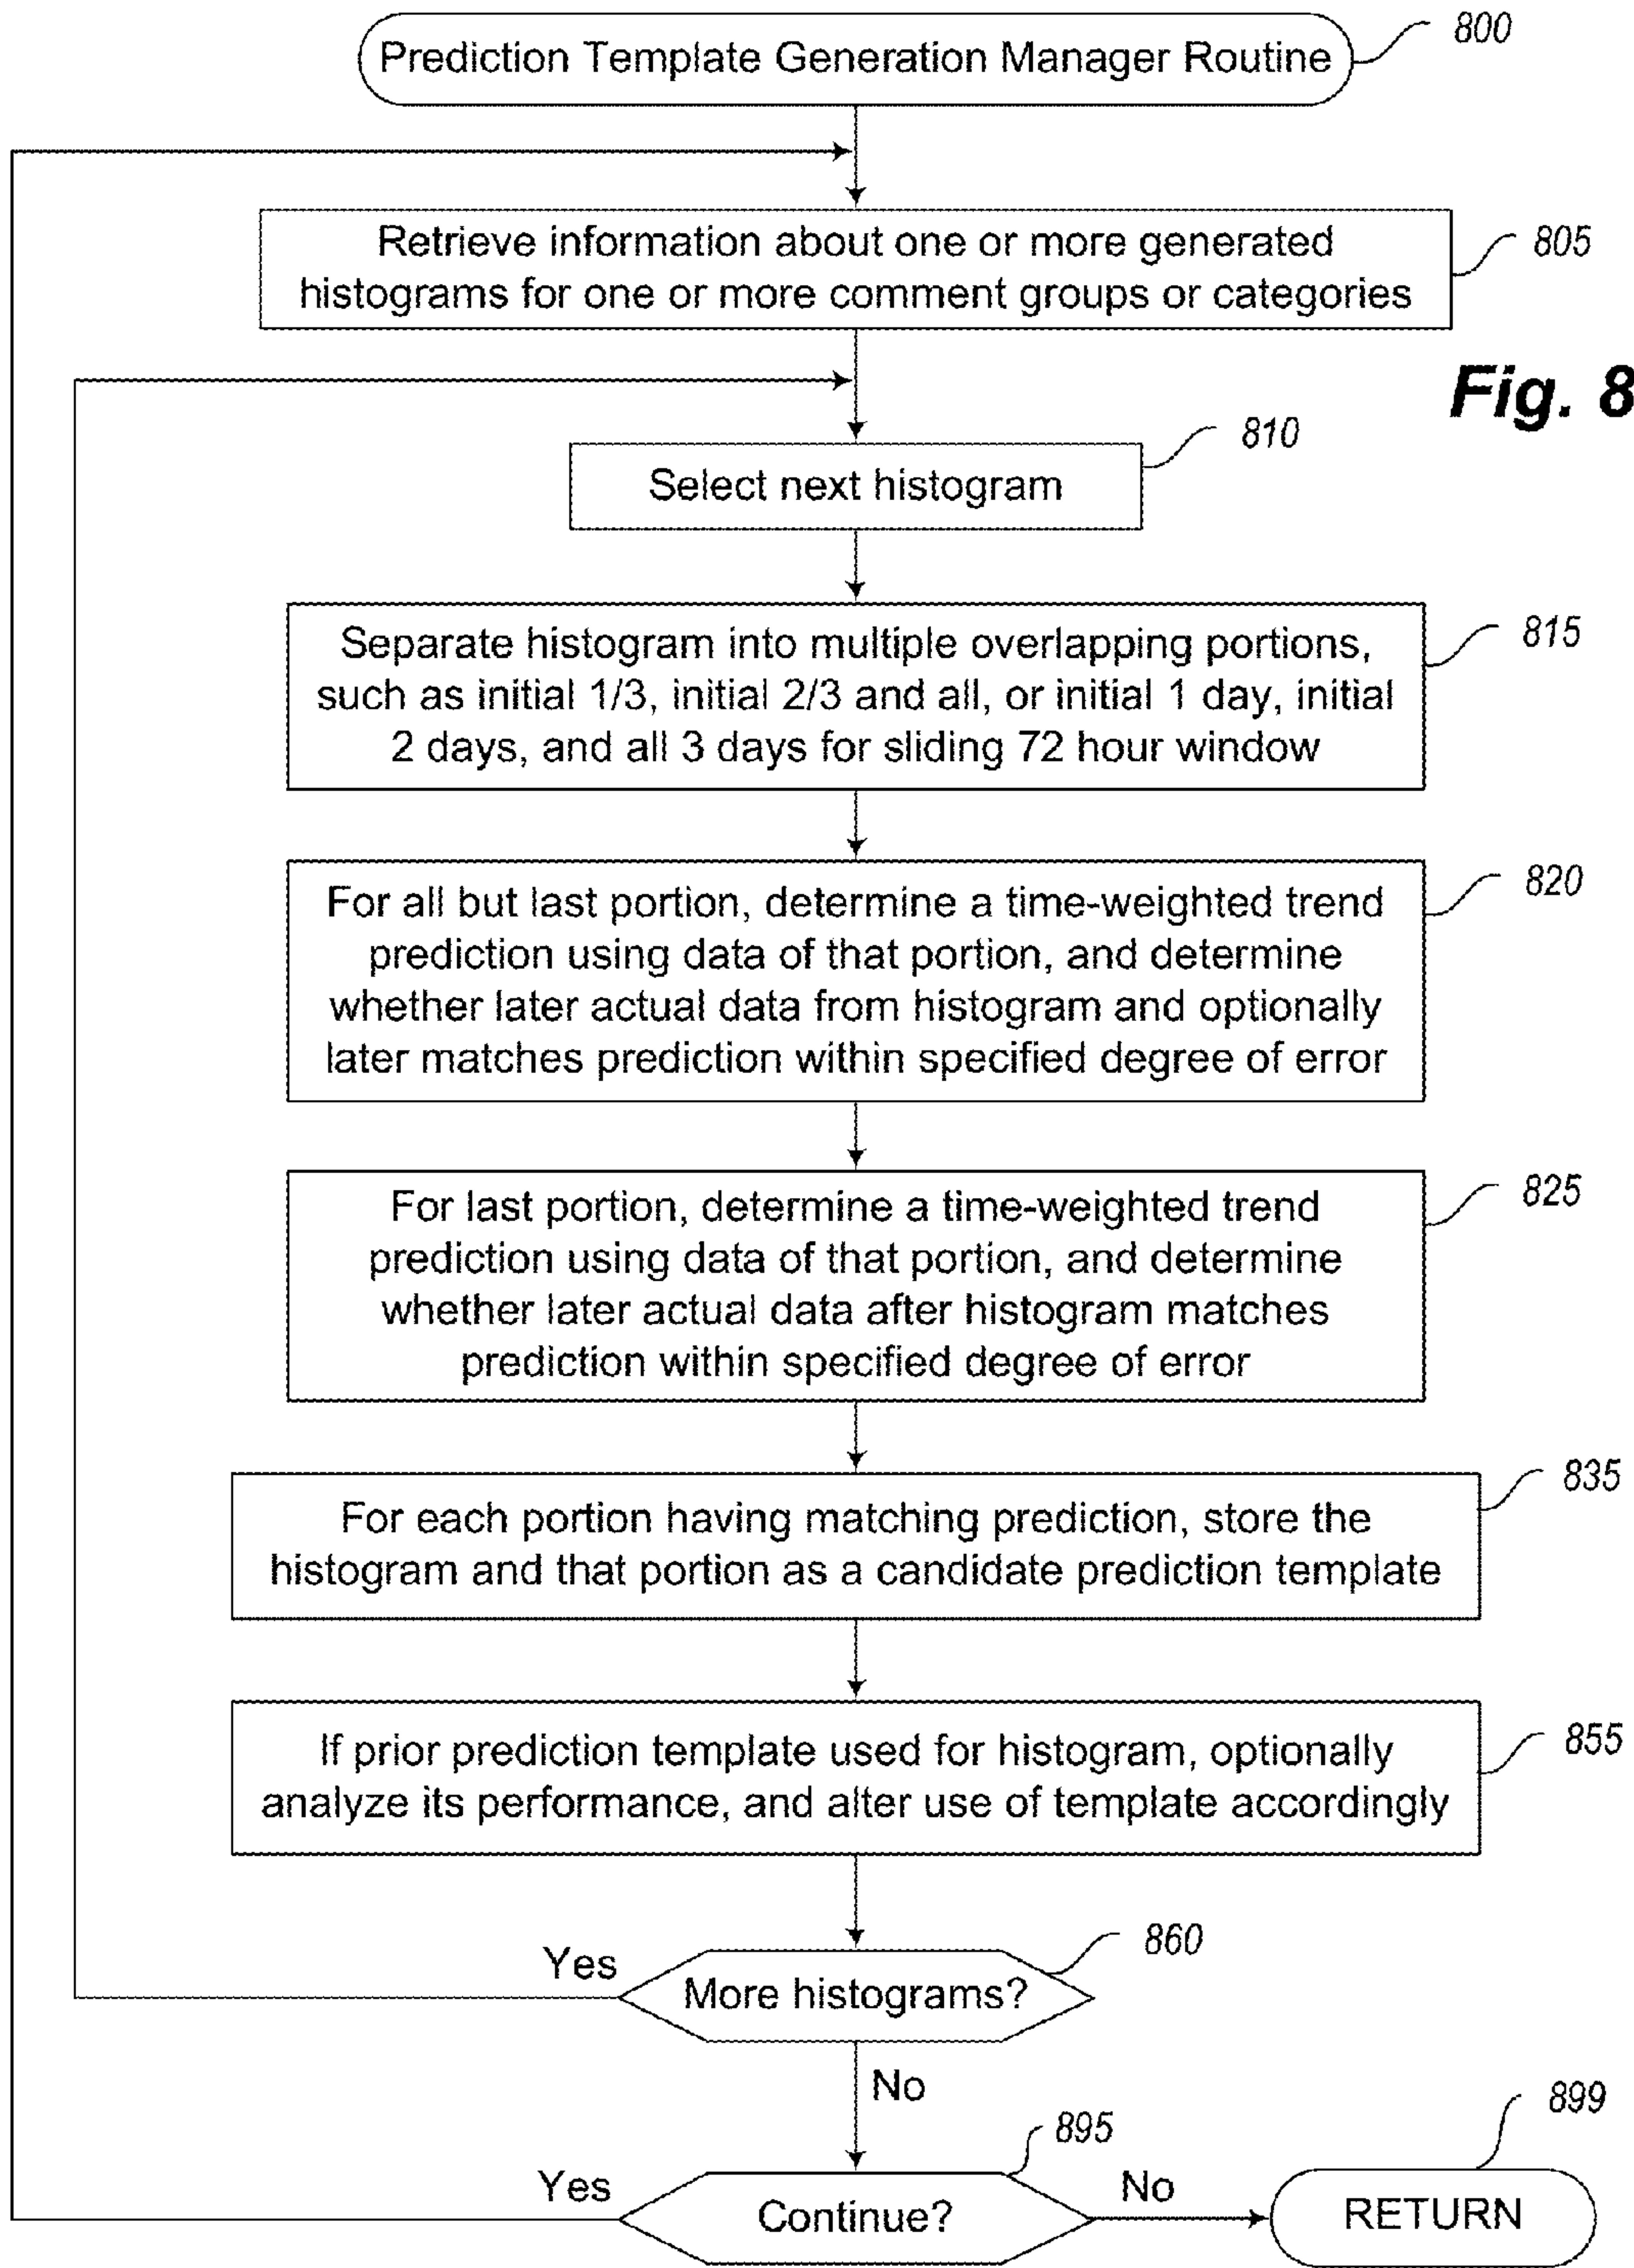 800
Prediction Template Generation Manager Routine
Retrieve information about one or more generated
histograms for one or more comment groups or categories
805
Fig. 8
810
Select next histogram
815
Separate histogram into multiple overlapping portions,
such as initial 1/3, initial 2/3 and all, or initial 1 day, initial
2 days, and all 3 days for sliding 72 hour window
820
For all but last portion, determine a time-weighted trend
prediction using data of that portion, and determine
whether later actual data from histogram and optionally
later matches prediction within specified degree of error
825
For last portion, determine a time-weighted trend
prediction using data of that portion, and determine
whether later actual data after histogram matches
prediction within specified degree of error
835
For each portion having matching prediction, store the
histogram and that portion as a candidate prediction template
855
If prior prediction template used for histogram, optionally
analyze its performance, and alter use of template accordingly
860
Yes
More histograms?
No
895
899
Yes
Continue?
No
RETURN